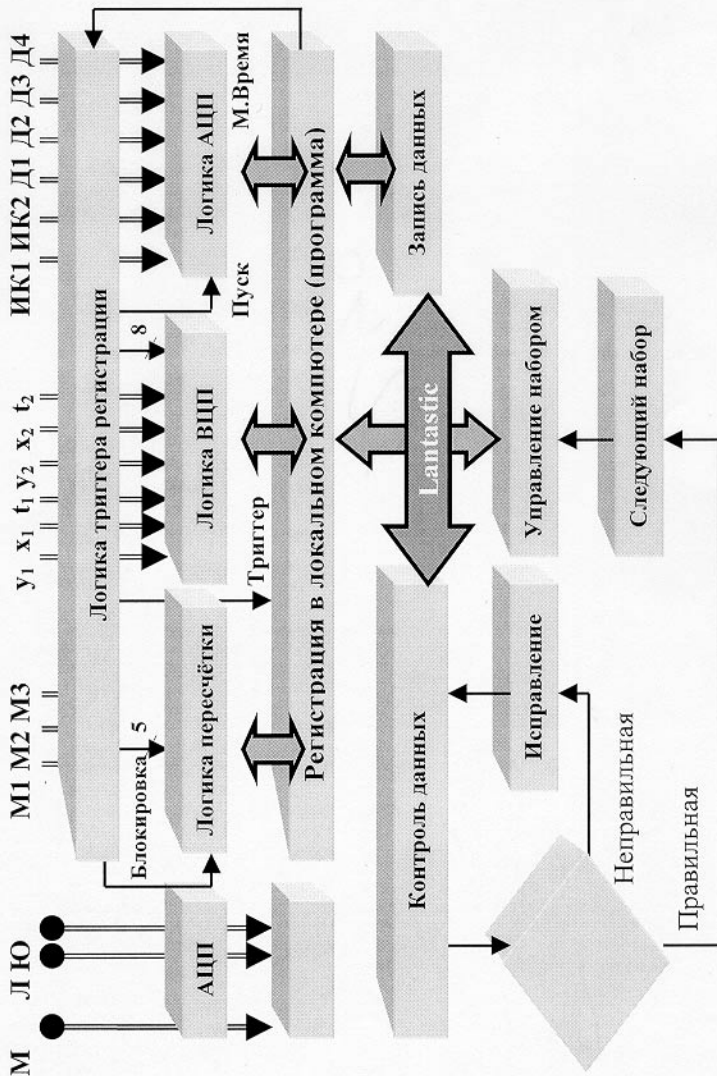 М Л Ю М1 М2 М3 y₁ x₁ t₁ y₂ x₂ t₂ ИК1 ИК2 Д1 Д2 Д3 Д4
Логика триггера регистрации
Блокировка 5
8
АЦП
Логика пересчётки
Логика ВЦП
Логика АЦП
Триггер
Пуск
М.Время
Регистрация в локальном компютере (программа)
Контроль данных
Lantastic
Запись данных
Исправление
Управление набором
Неправильная
Следующий набор
Правильная